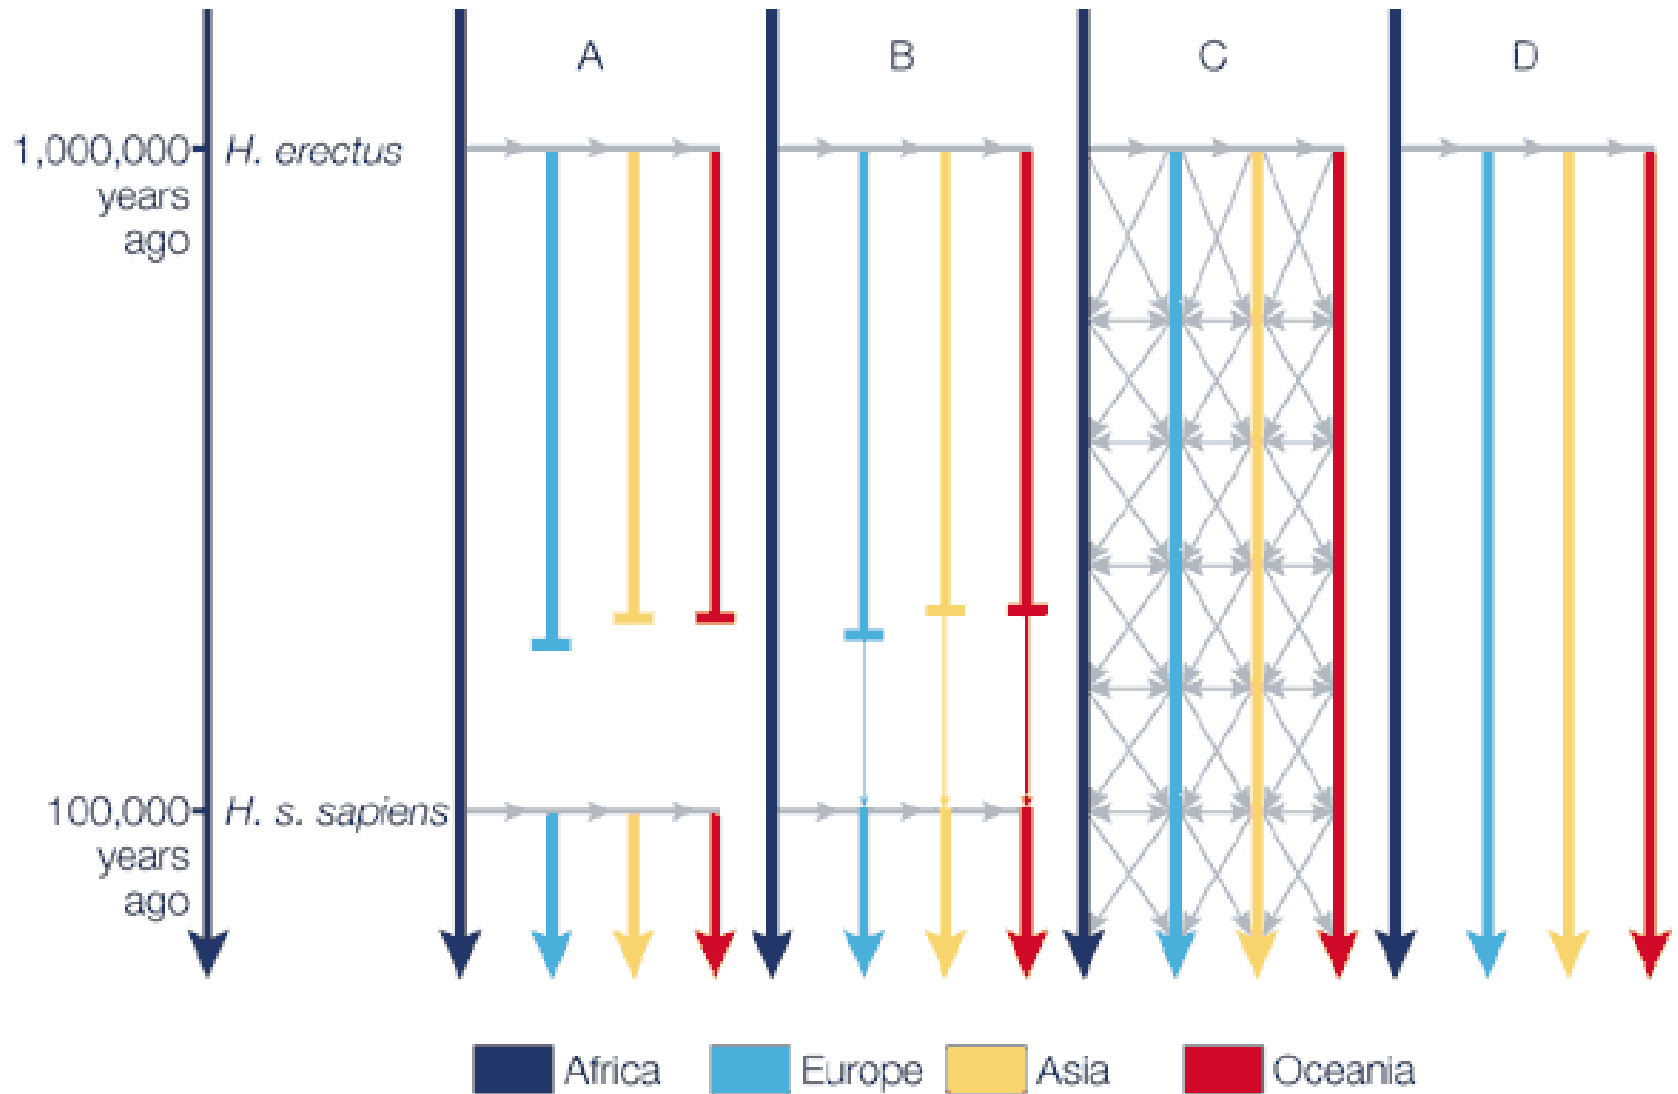 A
B
C
D
1,000,000
years
ago
H. erectus
100,000
years
ago
H. s. sapiens
Africa
Europe
Asia
Oceania